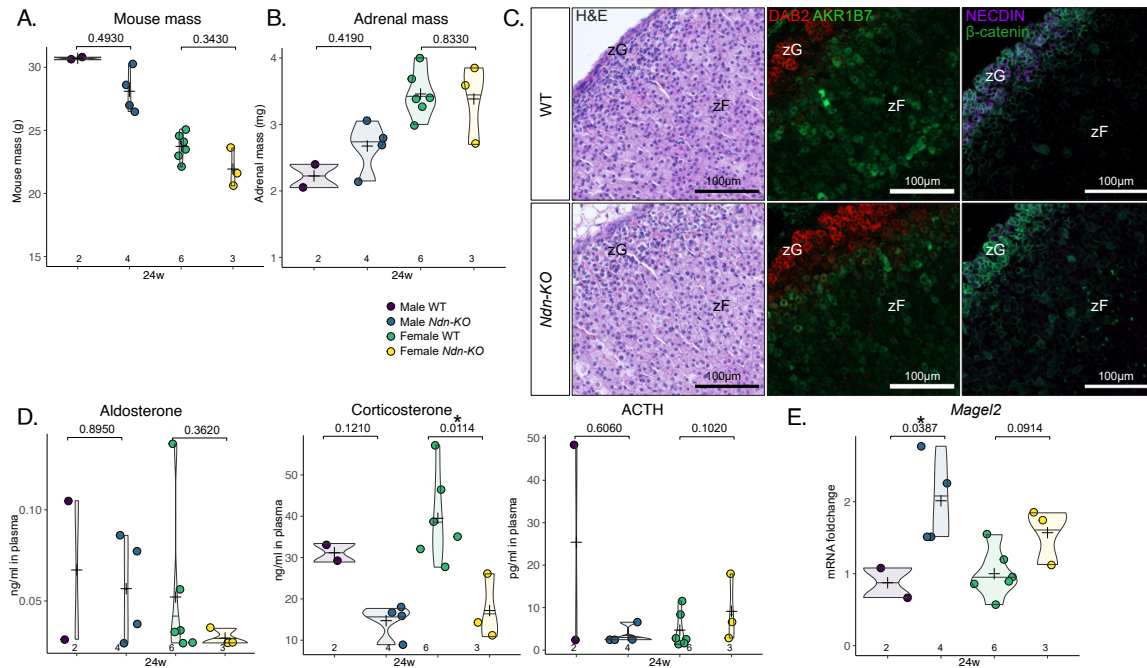 A.
Mouse mass
0.4930
0.3430
Mouse mass (g)
30
25
20
15
2
4
6
3
24w
B.
Adrenal mass
0.4190
0.8330
Adrenal mass (mg)
4
3
2
1
2
4
6
3
24w
Male WT
Male Ndn-KO
Female WT
Female Ndn-KO
C.
H&E
DAB2 AKR1B7
NECDIN
β-catenin
WT
zG
zF
100µm
zG
zF
100µm
zG
zF
100µm
Ndn-KO
zG
zF
100µm
zG
zF
100µm
zG
zF
100µm
D.
Aldosterone
0.8950
0.3620
ng/ml in plasma
0.10
0.05
2
4
6
3
24w
Corticosterone
*
0.1210
0.0114
ng/ml in plasma
50
40
30
20
10
2
4
6
3
24w
ACTH
0.6060
0.1020
pg/ml in plasma
50
40
30
20
10
0
2
4
6
3
24w
E.
Magel2
*
0.0387
0.0914
mRNA foldchange
2
1
0
2
4
6
3
24w